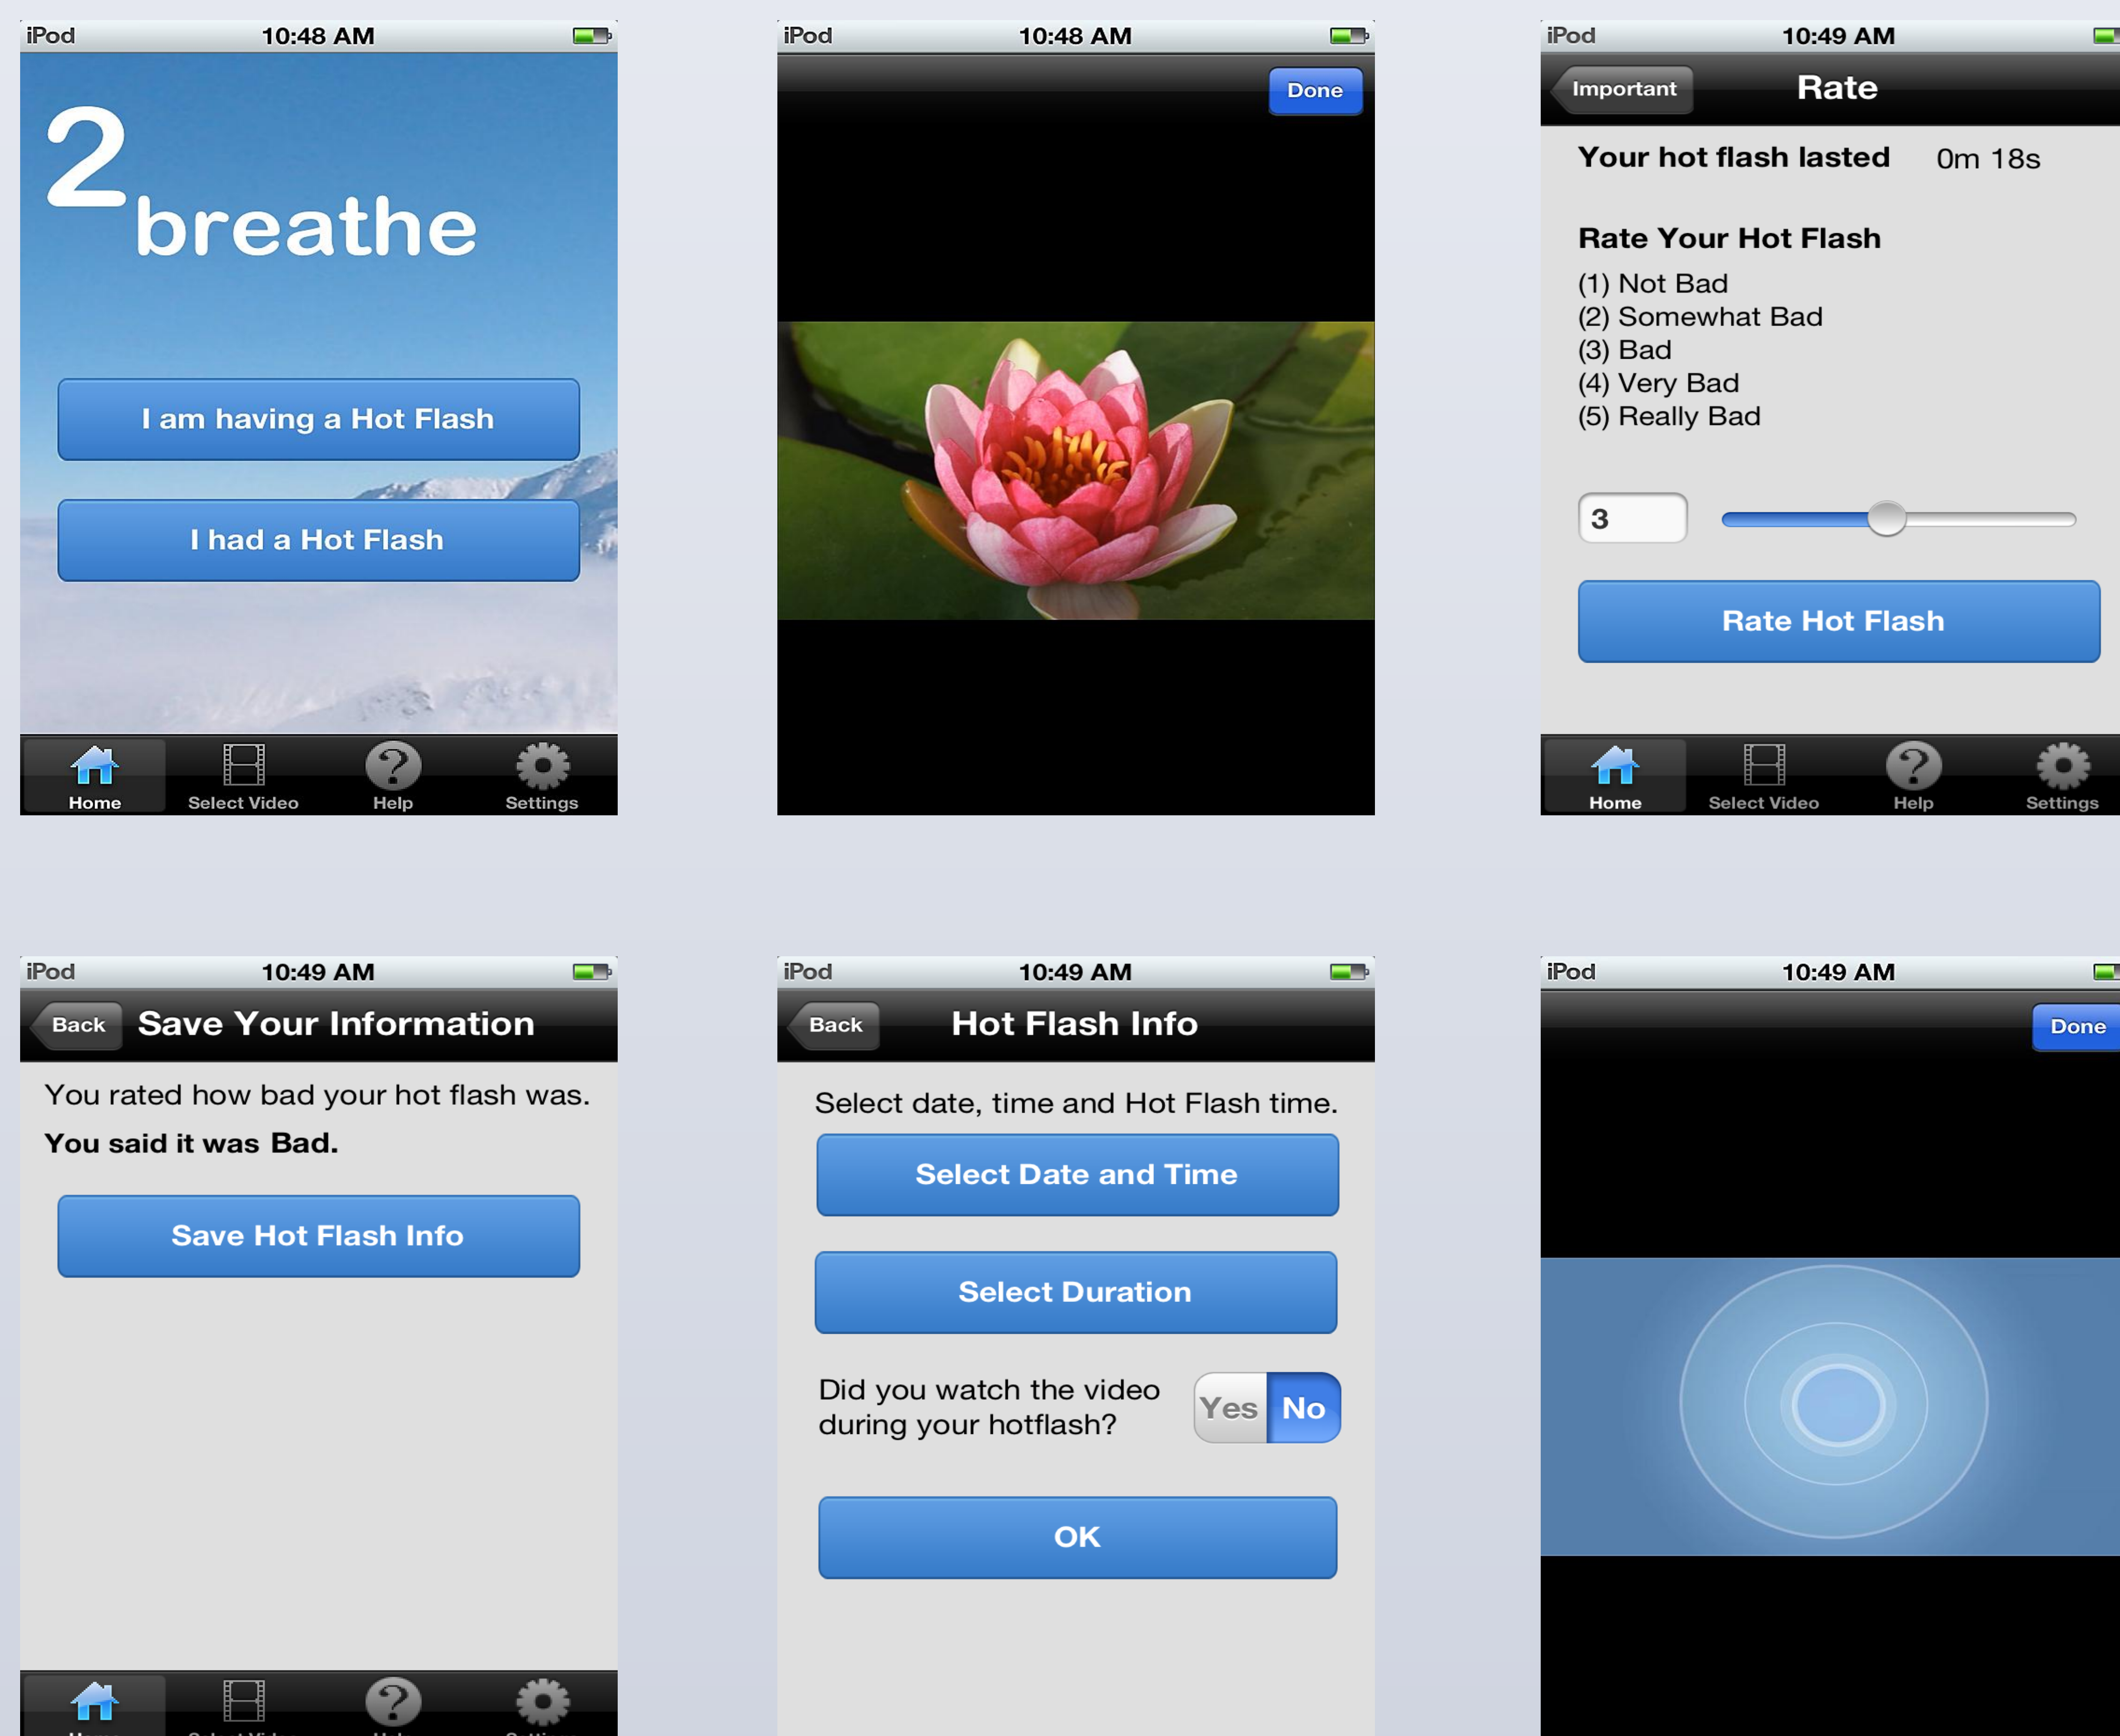 iPod 10:48 AM
2
breathe
I am having a Hot Flash
I had a Hot Flash
Home Select Video Help Settings
iPod 10:48 AM
Done
iPod 10:49 AM
Important Rate
Your hot flash lasted 0m 18s
Rate Your Hot Flash
(1) Not Bad
(2) Somewhat Bad
(3) Bad
(4) Very Bad
(5) Really Bad
3
Rate Hot Flash
Home Select Video Help Settings
iPod 10:49 AM
Back Save Your Information
You rated how bad your hot flash was.
You said it was Bad.
Save Hot Flash Info
iPod 10:49 AM
Back Hot Flash Info
Select date, time and Hot Flash time.
Select Date and Time
Select Duration
Did you watch the video
during your hotflash?
Yes No
OK
iPod 10:49 AM
Done